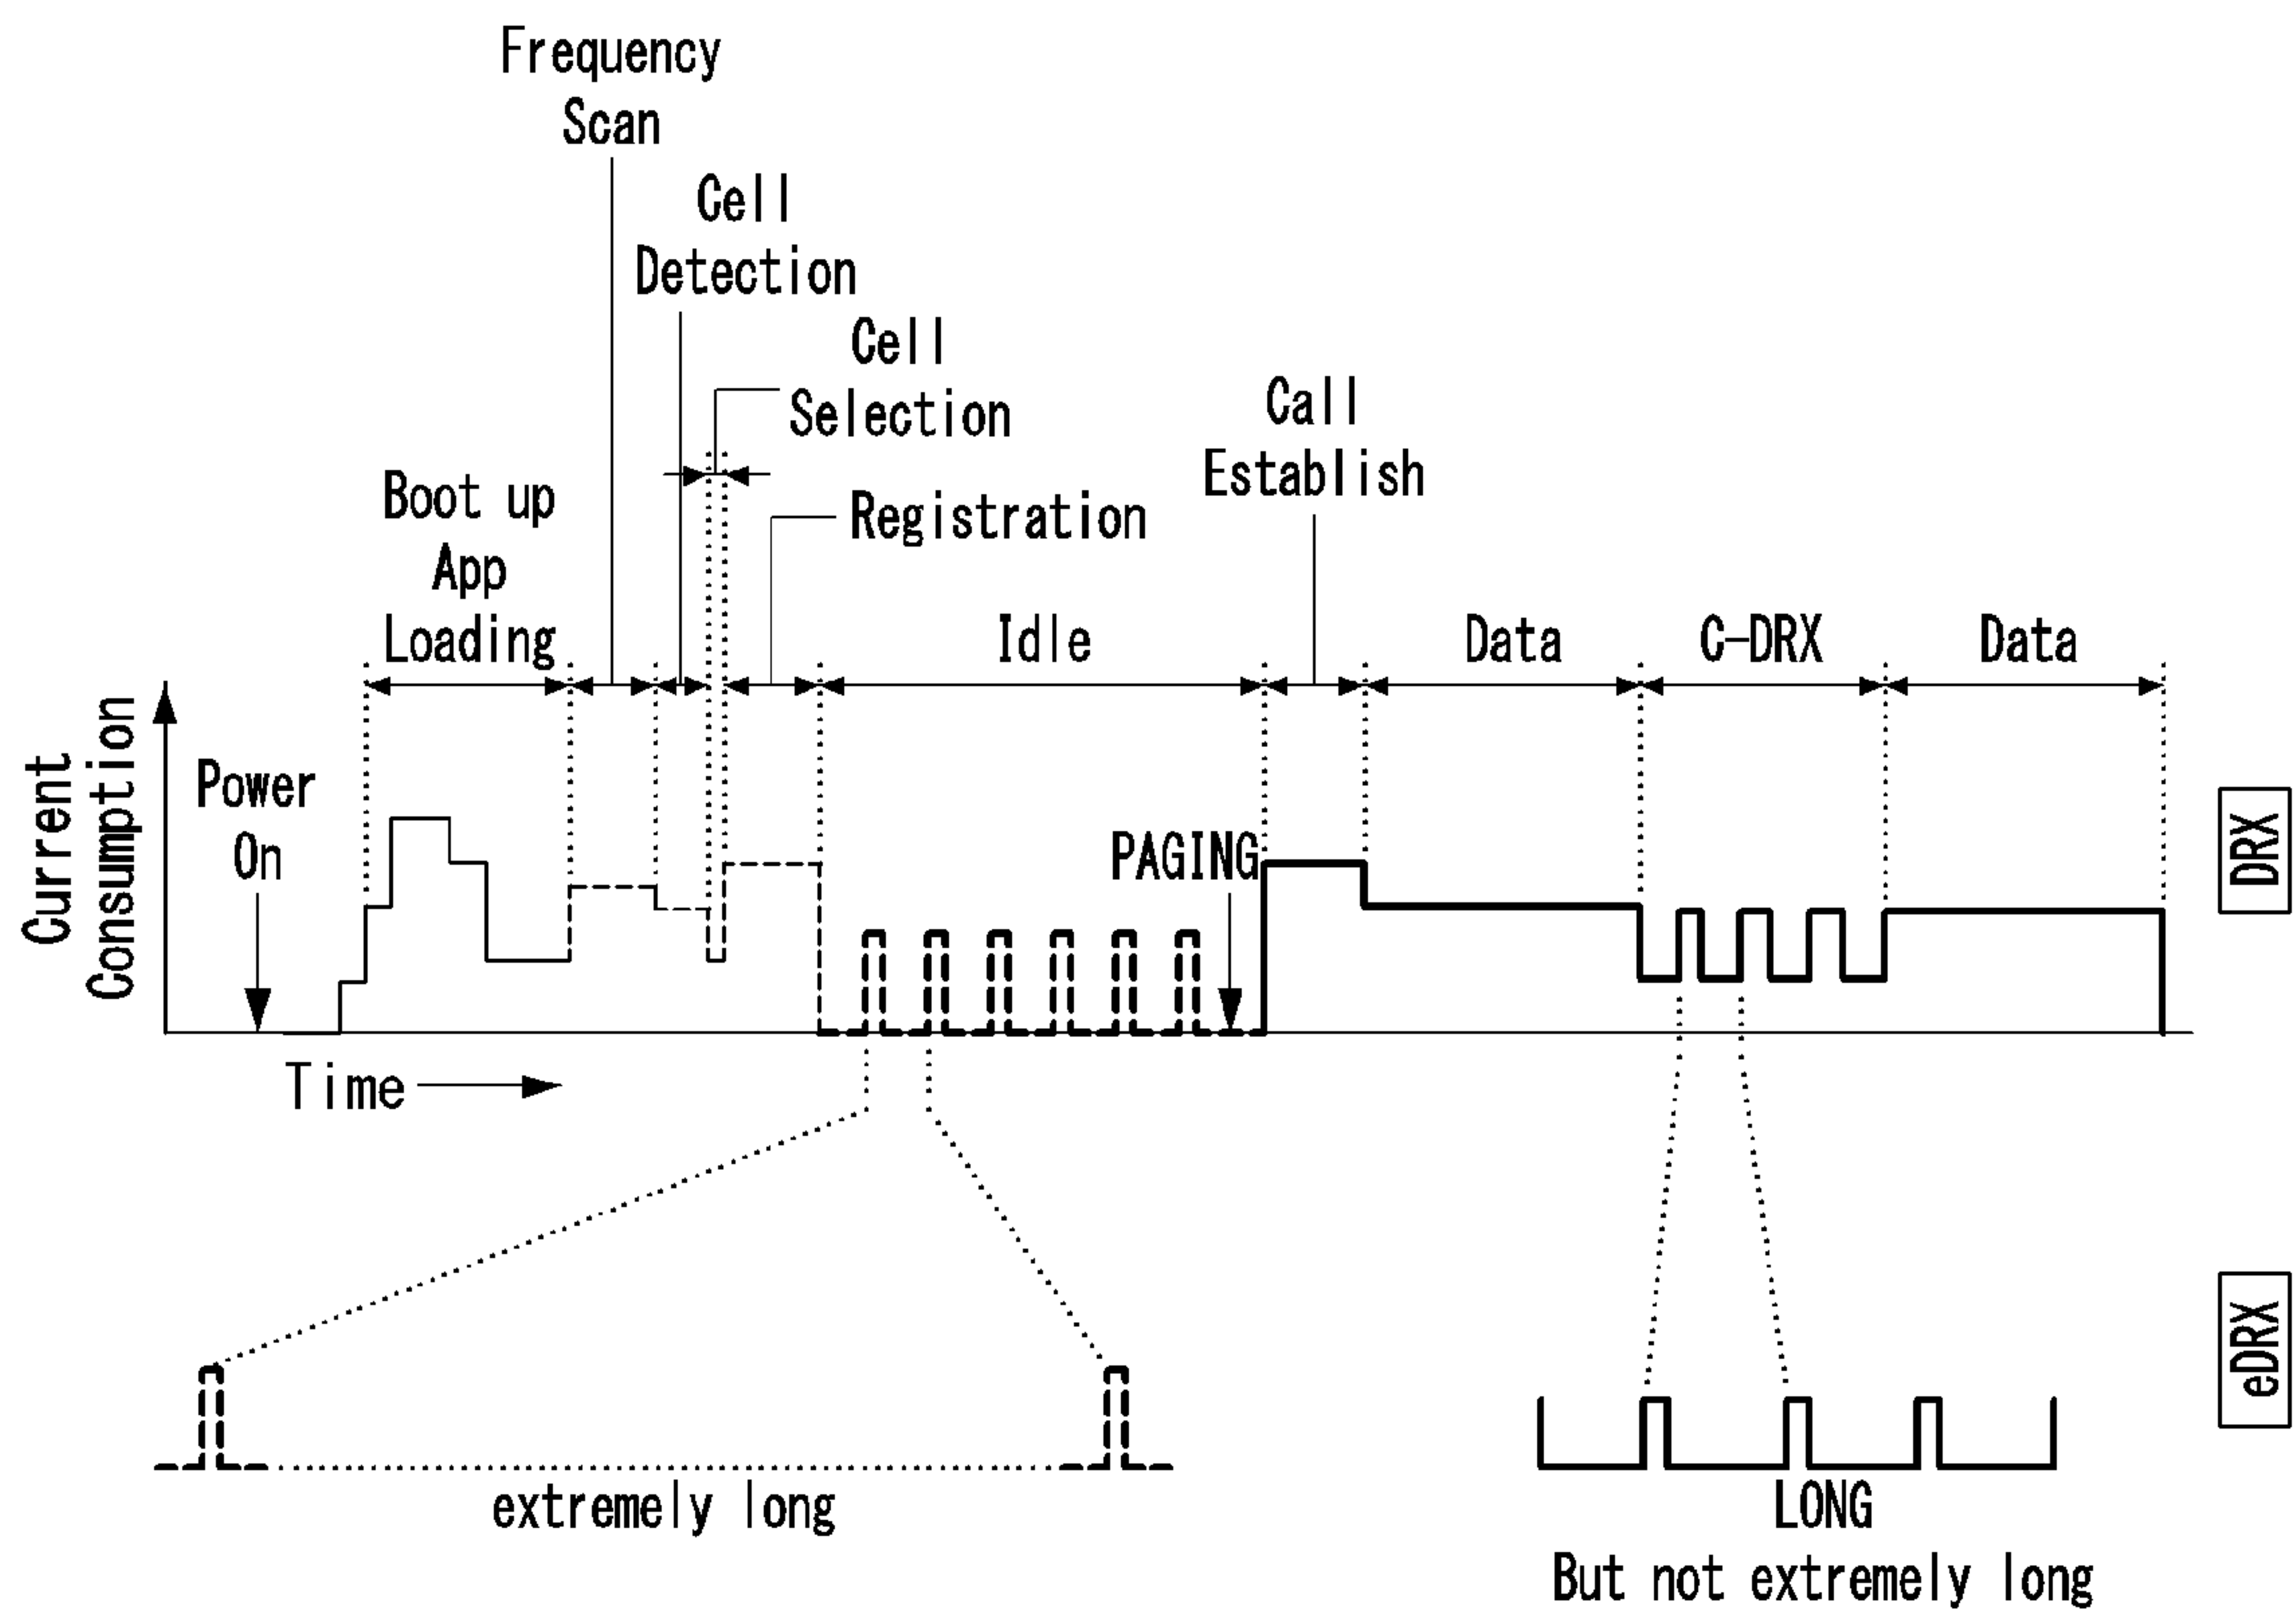 Frequency
Scan
Cell
Detection
Cell
Selection
Call
Establish
Boot up
App
Loading
Registration
Idle
Data
C-DRX
Data
Current
Consumption
Power
On
PAGING
DRX
Time
eDRX
extremely long
LONG
But not extremely long